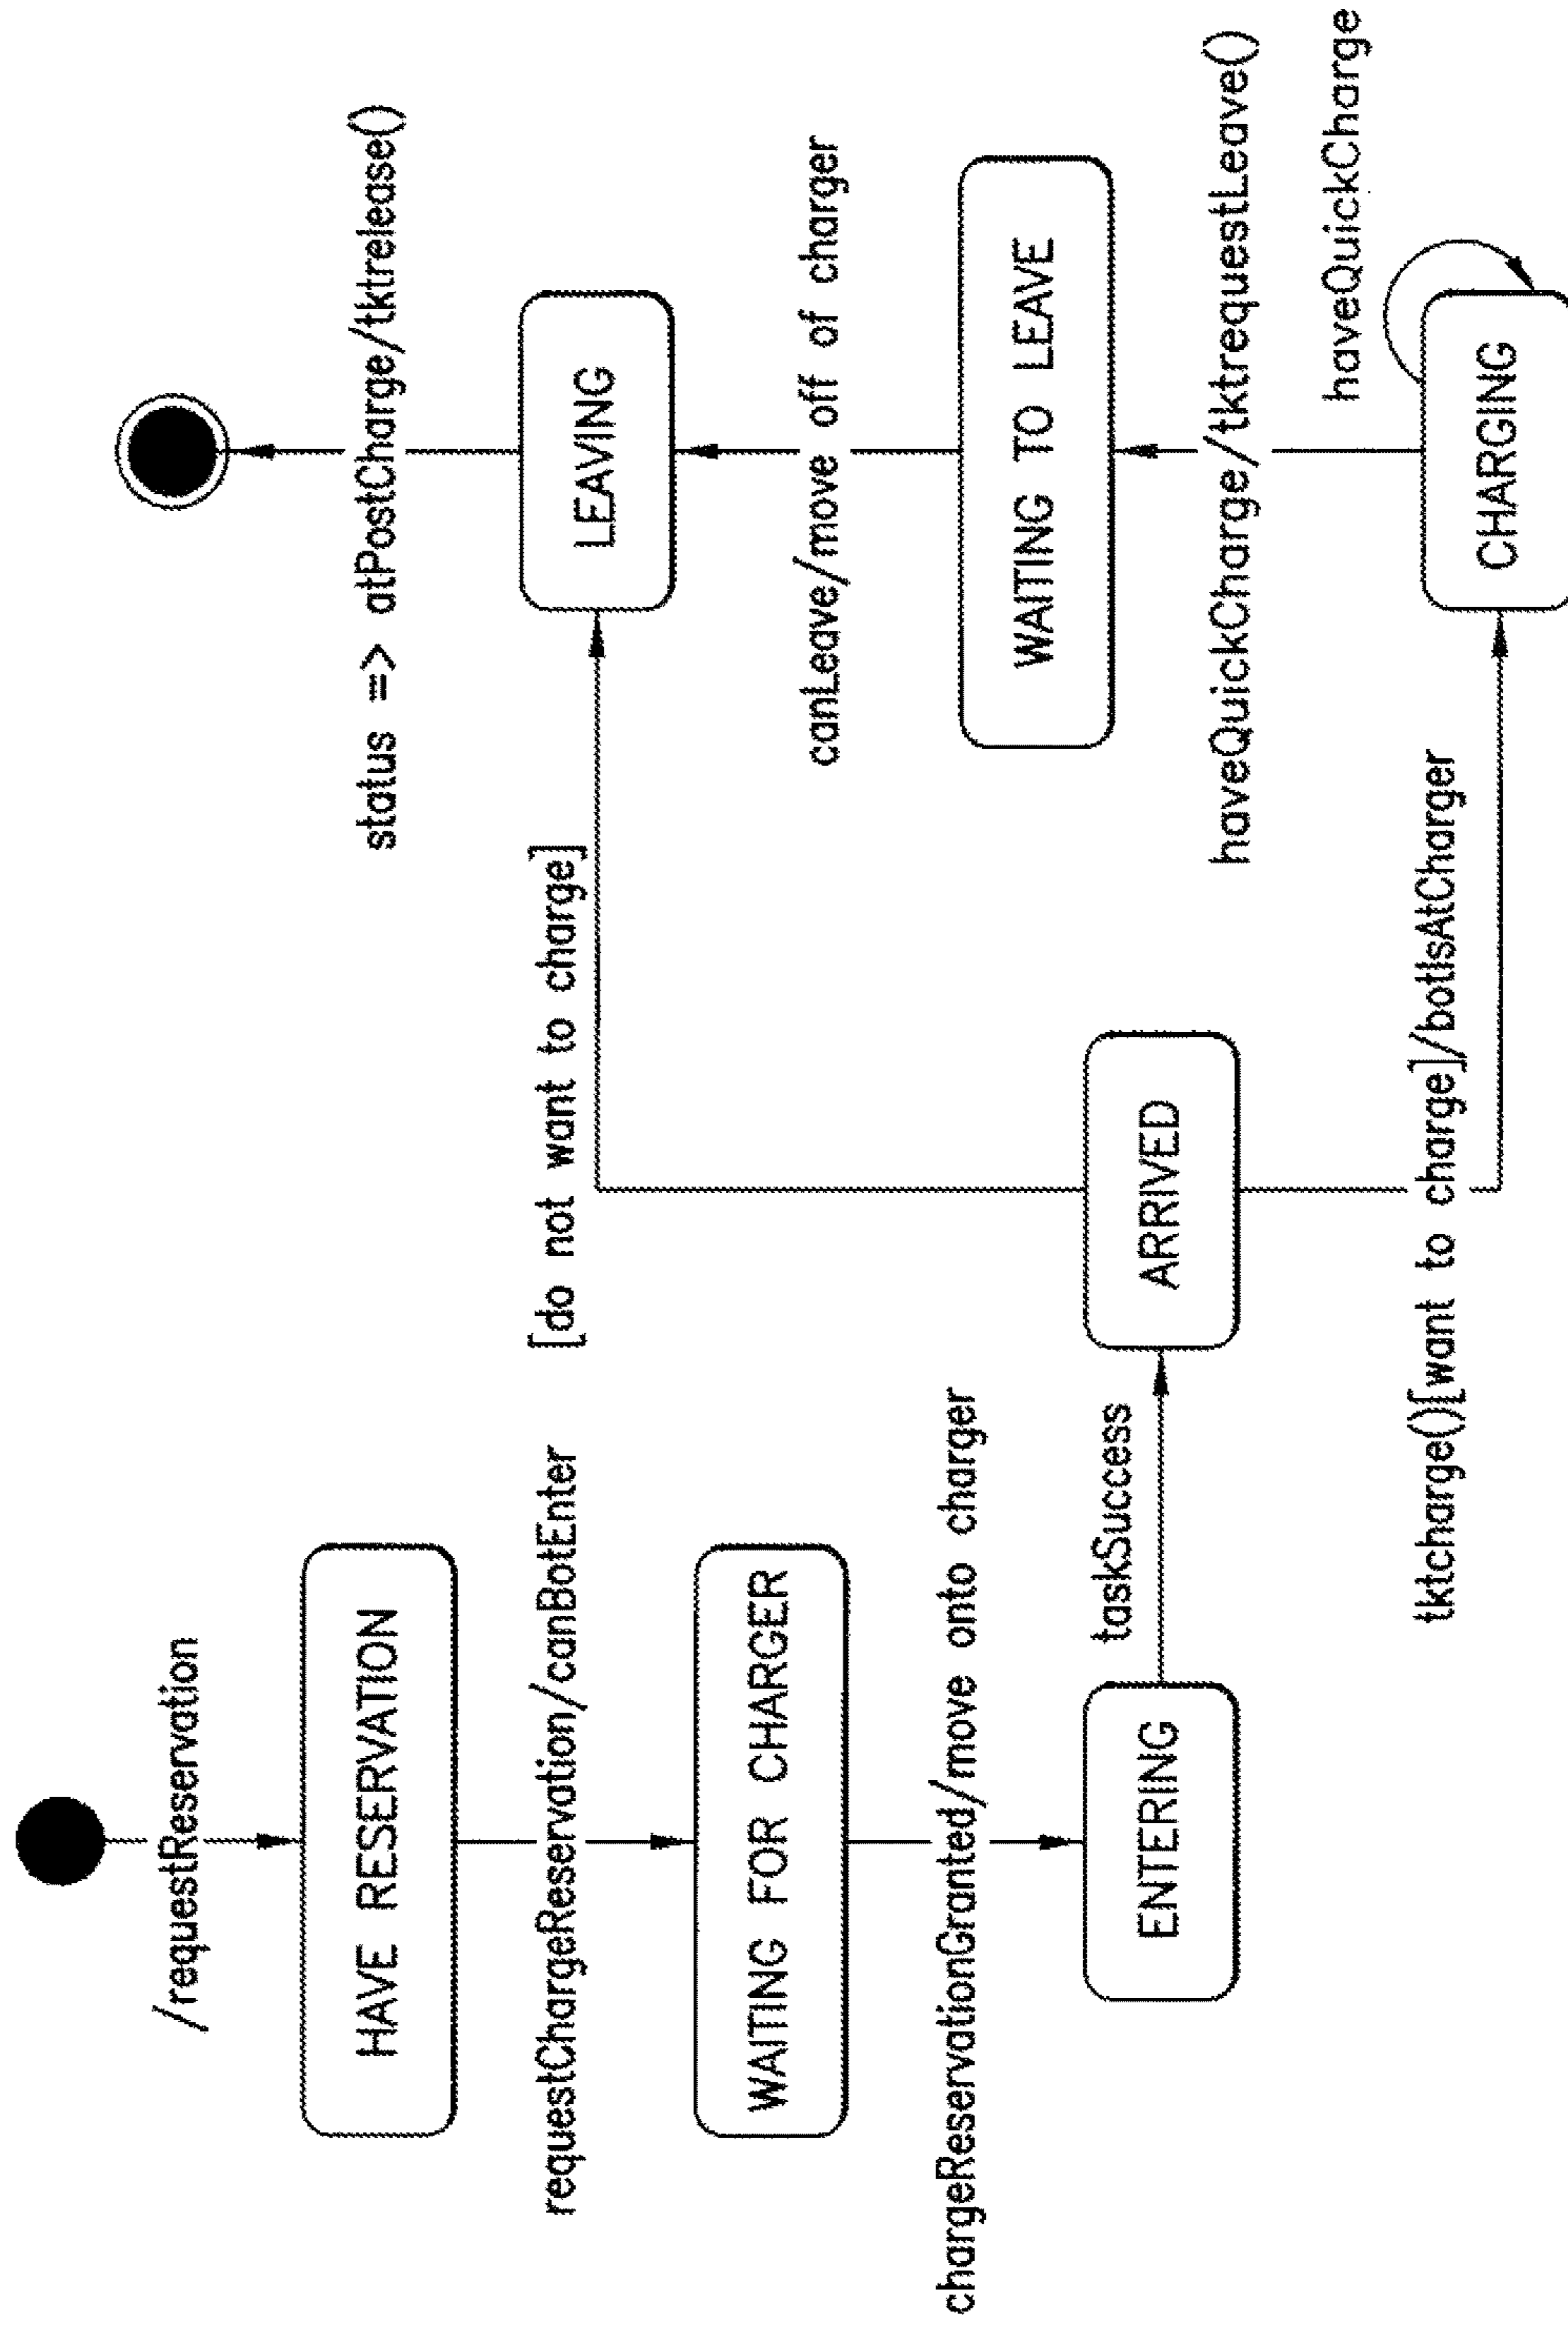 /requestReservation
HAVE RESERVATION
requestChargeReservation/canBotEnter
WAITING FOR CHARGER
chargeReservationGranted/move onto charger
ENTERING
taskSuccess
ARRIVED
[do not want to charge]
tktcharge()[want to charge]/botIsAtCharger
status => atPostCharge/tktrelease()
LEAVING
canLeave/move off of charger
WAITING TO LEAVE
haveQuickCharge/tktrequestLeave()
haveQuickCharge
CHARGING